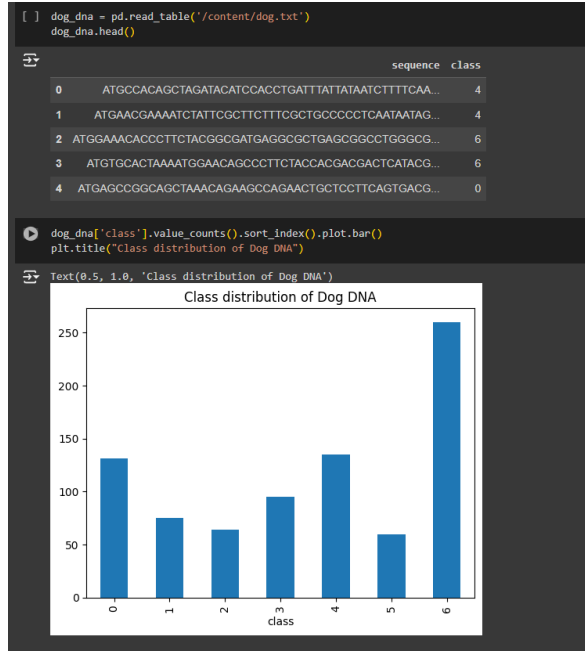 [ ] dog_dna = pd.read_table('/content/dog.txt')
dog_dna.head()
sequence class
0 ATGCCACAGCTAGATACATCCACCTGATTTATTATAATCTTTTCAA... 4
1 ATGAACGAAAATCTATTCGCTTCTTTCGCTGCCCCCTCAATAATAG... 4
2 ATGGAAACACCCTTCTACGGCGATGAGGCGCTGAGCGGCCTGGGCG... 6
3 ATGTGCACTAAAATGGAACAGCCCTTCTACCACGACGACTCATACG... 6
4 ATGAGCCGGCAGCTAAACAGAAGCCAGAACTGCTCCTTCAGTGACG... 0
dog_dna['class'].value_counts().sort_index().plot.bar()
plt.title("Class distribution of Dog DNA")
Text(0.5, 1.0, 'Class distribution of Dog DNA')
Class distribution of Dog DNA
250
200
150
100
50
0
0 1 2 3 4 5 6
class